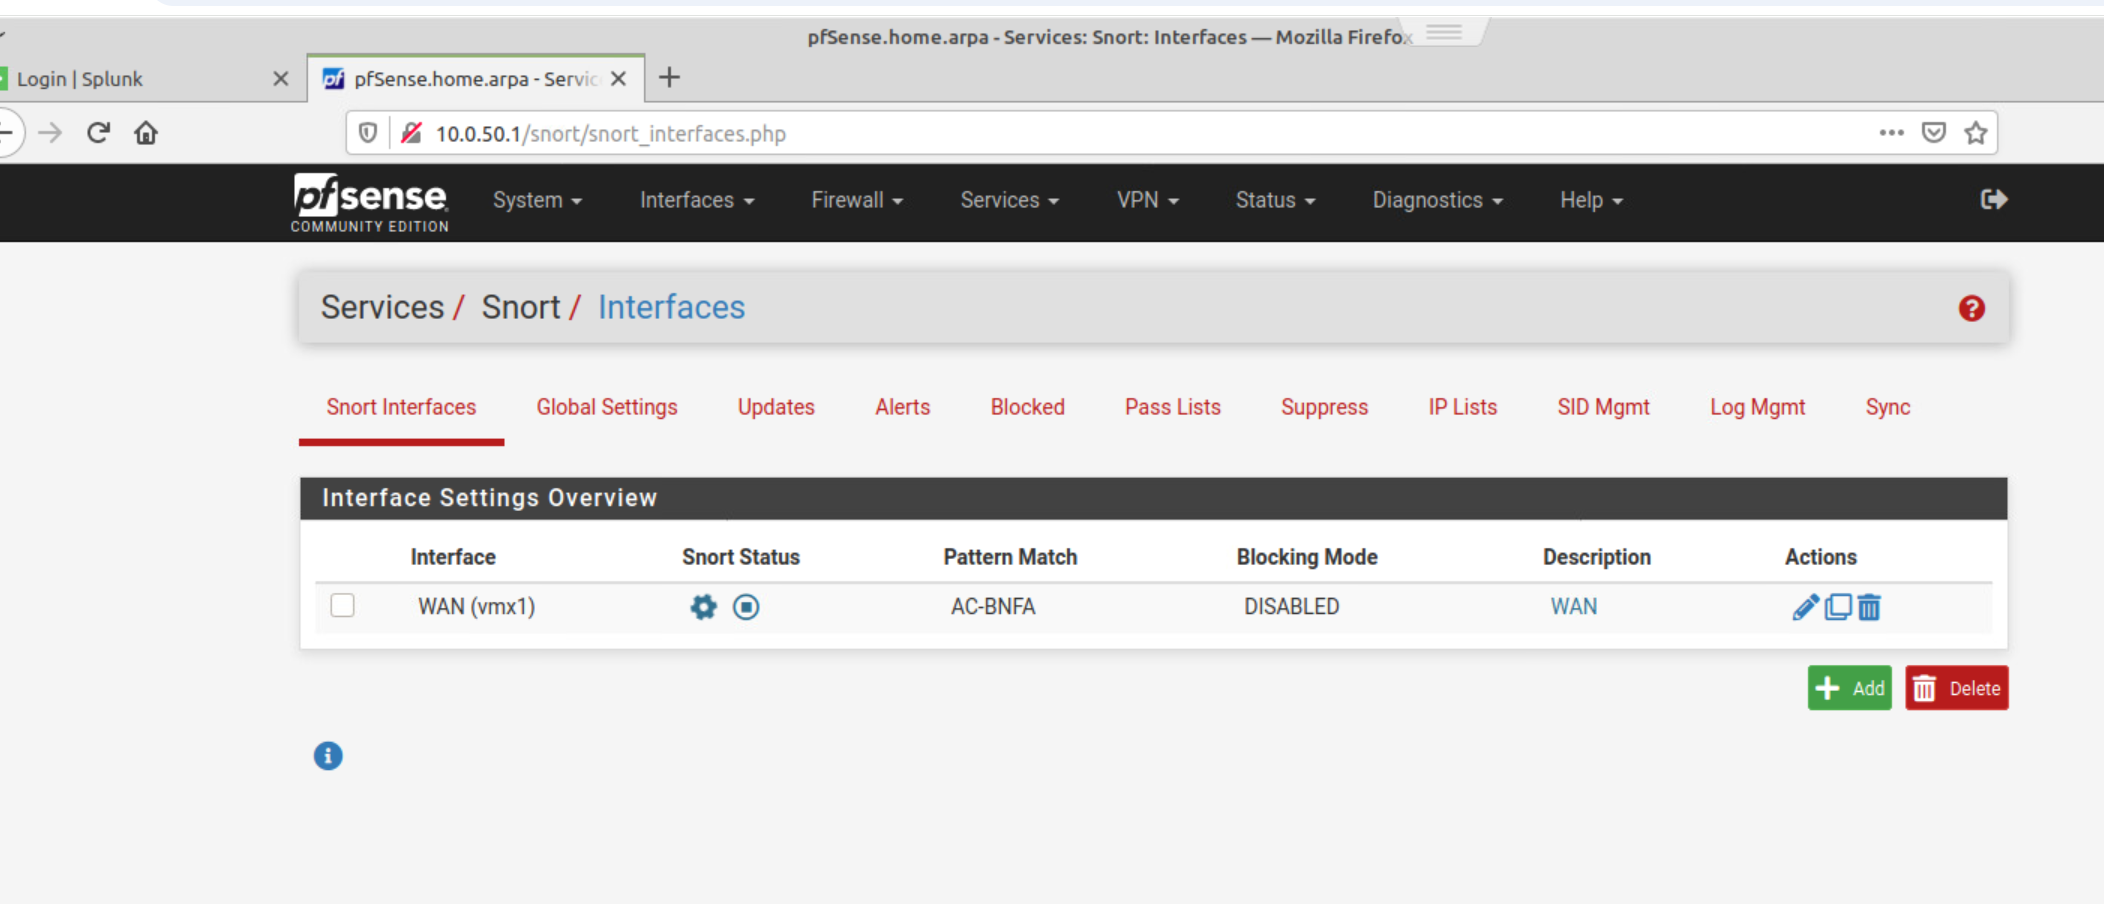 pfSense.home.arpa - Services: Snort: Interfaces — Mozilla Firefox
Login | Splunk
pfSense.home.arpa - Servic
10.0.50.1/snort/snort_interfaces.php
pfsense
COMMUNITY EDITION
System
Interfaces
Firewall
Services
VPN
Status
Diagnostics
Help
Services / Snort / Interfaces
Snort Interfaces
Global Settings
Updates
Alerts
Blocked
Pass Lists
Suppress
IP Lists
SID Mgmt
Log Mgmt
Sync
Interface Settings Overview
Interface Snort Status Pattern Match Blocking Mode Description Actions
WAN (vmx1) AC-BNFA DISABLED WAN
Add
Delete